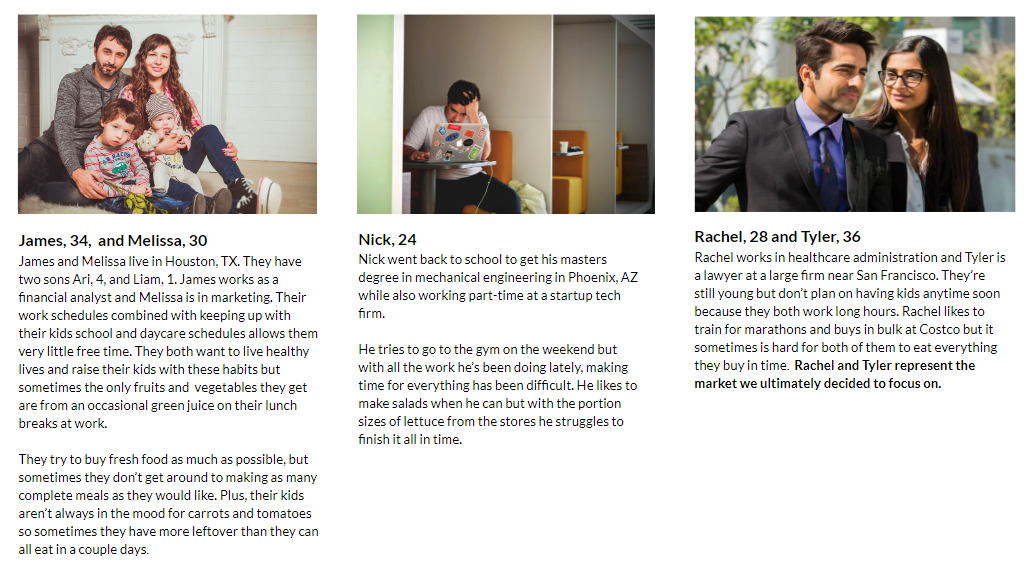 James, 34,  and Melissa, 30
James and Melissa live in Houston, TX. They have
two sons Ari, 4, and Liam, 1. James works as a
financial analyst and Melissa is in marketing. Their
work schedules combined with keeping up with
their kids school and daycare schedules allows them
very little free time. They both want to live healthy
lives and raise their kids with these habits but
sometimes the only fruits and  vegetables they get
are from an occasional green juice on their lunch
breaks at work.
They try to buy fresh food as much as possible, but
sometimes they don't get around to making as many
complete meals as they would like. Plus, their kids
aren't always in the mood for carrots and tomatoes
so sometimes they have more leftover than they can
all eat in a couple days.
Nick, 24
Nick went back to school to get his masters
degree in mechanical engineering in Phoenix, AZ
while also working part-time at a startup tech
firm.
He tries to go to the gym on the weekend but
with all the work he's been doing lately, making
time for everything has been difficult. He likes to
make salads when he can but with the portion
sizes of lettuce from the stores he struggles to
finish it all in time.
Rachel, 28 and Tyler, 36
Rachel works in healthcare administration and Tyler is
a lawyer at a large firm near San Francisco. They're
still young but don't plan on having kids anytime soon
because they both work long hours. Rachel likes to
train for marathons and buys in bulk at Costco but it
sometimes is hard for both of them to eat everything
they buy in time.  Rachel and Tyler represent the
market we ultimately decided to focus on.